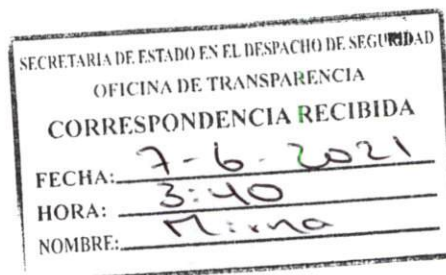 SECRETARIA DE ESTADO EN EL DESPACHO DE SEGURIDAD
OFICINA DE TRANSPARENCIA
CORRESPONDENCIA RECIBIDA
FECHA: 7-6-2021
HORA: 3:40
NOMBRE: Mirna